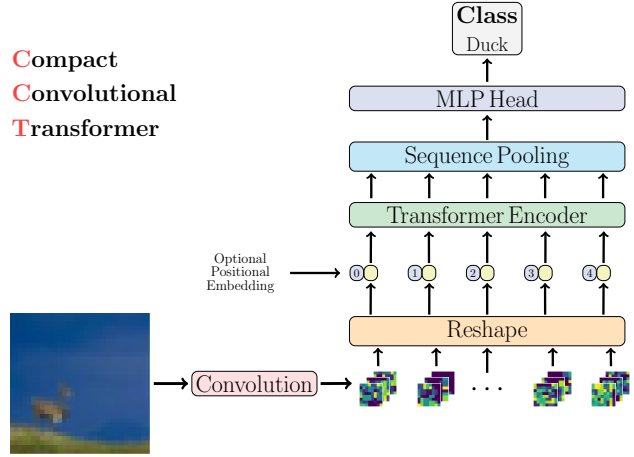 Class
Duck
Compact
Convolutional
Transformer
MLP Head
Sequence Pooling
Transformer Encoder
Optional
Positional
Embedding
0 1 2 3 4
Reshape
Convolution
...